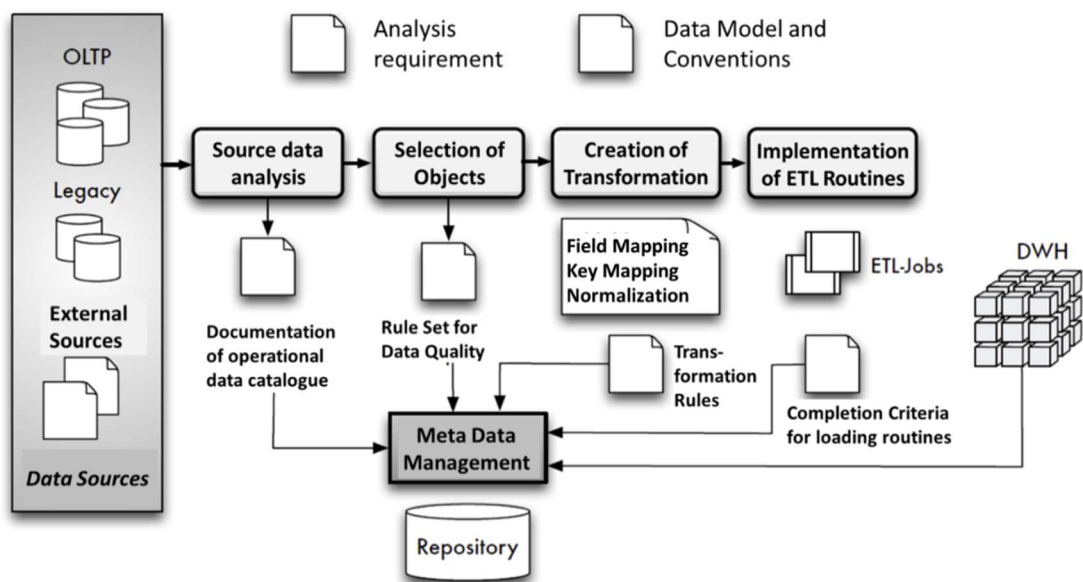 OLTP
Legacy
External
Sources
Data Sources
Analysis
requirement
Data Model and
Conventions
Source data
analysis
Selection of
Objects
Creation of
Transformation
Implementation
of ETL Routines
Documentation
of operational
data catalogue
Rule Set for
Data Quality
Field Mapping
Key Mapping
Normalization
Trans-
formation
Rules
ETL-Jobs
Completion Criteria
for loading routines
DWH
Meta Data
Management
Repository